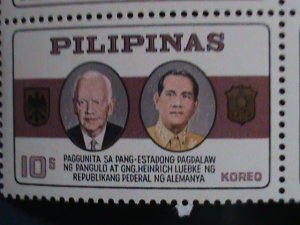 PILIPINAS
PAGGUNITA SA PANG-ESTADONG PAGDALAW
NG PANGULO AT GNG. HEINRICH LUEBKE NG
REPUBLIKANG PEDERAL NG ALEMANYA
10s
KOREO